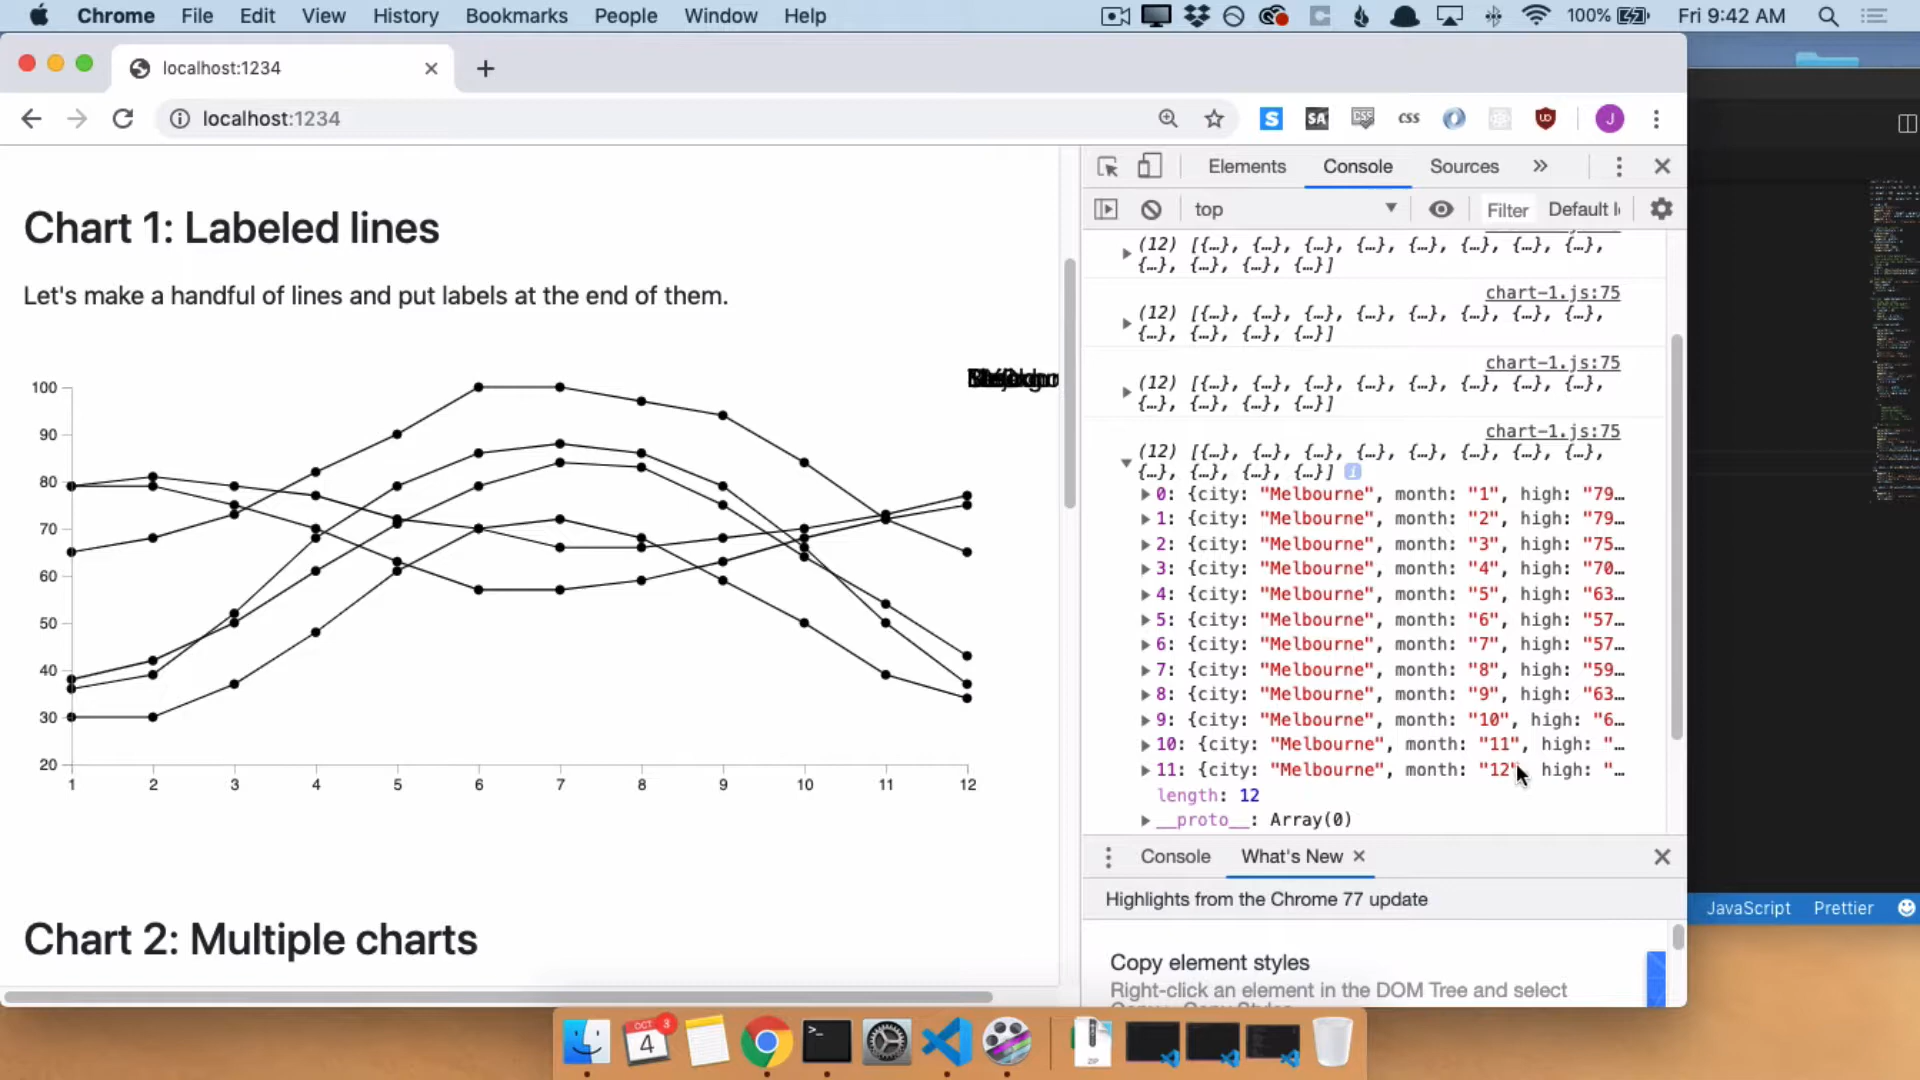 Chrome File Edit View History Bookmarks People Window Help 100% Fri 9:42 AM
localhost:1234
localhost:1234
S SA CSS css UD J
Elements Console Sources
top Filter Default l
Chart 1: Labeled lines
Let's make a handful of lines and put labels at the end of them.
100
90
80
70
60
50
40
30
20
1 2 3 4 5 6 7 8 9 10 11 12
Chart 2: Multiple charts
(12) [{…}, {…}, {…}, {…}, {…}, {…}, {…}, {…},
{…}, {…}, {…}, {…}]
chart-1.js:75
(12) [{…}, {…}, {…}, {…}, {…}, {…}, {…}, {…},
{…}, {…}, {…}, {…}]
chart-1.js:75
(12) [{…}, {…}, {…}, {…}, {…}, {…}, {…}, {…},
{…}, {…}, {…}, {…}]
chart-1.js:75
(12) [{…}, {…}, {…}, {…}, {…}, {…}, {…}, {…},
{…}, {…}, {…}, {…}] i
0: {city: "Melbourne", month: "1", high: "79…
1: {city: "Melbourne", month: "2", high: "79…
2: {city: "Melbourne", month: "3", high: "75…
3: {city: "Melbourne", month: "4", high: "70…
4: {city: "Melbourne", month: "5", high: "63…
5: {city: "Melbourne", month: "6", high: "57…
6: {city: "Melbourne", month: "7", high: "57…
7: {city: "Melbourne", month: "8", high: "59…
8: {city: "Melbourne", month: "9", high: "63…
9: {city: "Melbourne", month: "10", high: "6…
10: {city: "Melbourne", month: "11", high: "…
11: {city: "Melbourne", month: "12", high: "…
length: 12
__proto__: Array(0)
Console What's New
Highlights from the Chrome 77 update
Copy element styles
Right-click an element in the DOM Tree and select
JavaScript Prettier
OCT 3
4
ZIP